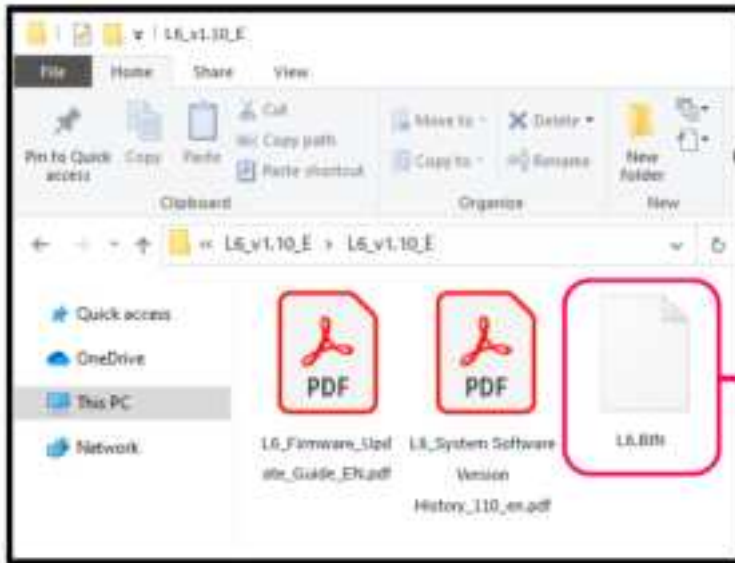 L6_v1.10_E
File Home Share View
Pin to Quick access
Copy
Paste
Cut
Copy path
Paste shortcut
Move to
Copy to
Delete
Rename
New folder
Clipboard Organize New
« L6_v1.10_E › L6_v1.10_E
Quick access
OneDrive
This PC
Network
PDF PDF
L6_Firmware_Upd
ate_Guide_EN.pdf
L6_System Software
Version
History_110_en.pdf
L6.BIN